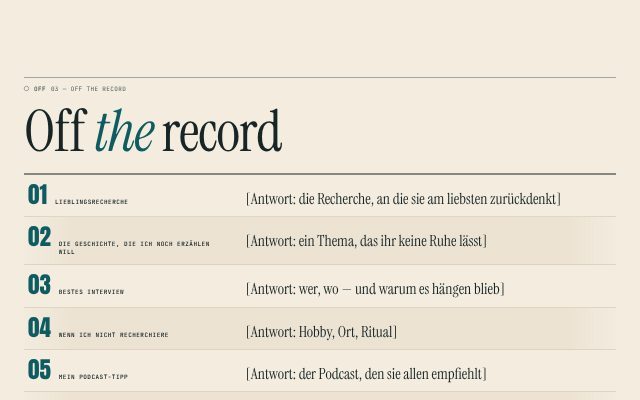 ○ OFF 03 — OFF THE RECORD
Off the record
01 LIEBLINGSRECHERCHE [Antwort: die Recherche, an die sie am liebsten zurückdenkt]
02 DIE GESCHICHTE, DIE ICH NOCH ERZÄHLEN WILL [Antwort: ein Thema, das ihr keine Ruhe lässt]
03 BESTES INTERVIEW [Antwort: wer, wo — und warum es hängen blieb]
04 WENN ICH NICHT RECHERCHIERE [Antwort: Hobby, Ort, Ritual]
05 MEIN PODCAST-TIPP [Antwort: der Podcast, den sie allen empfiehlt]